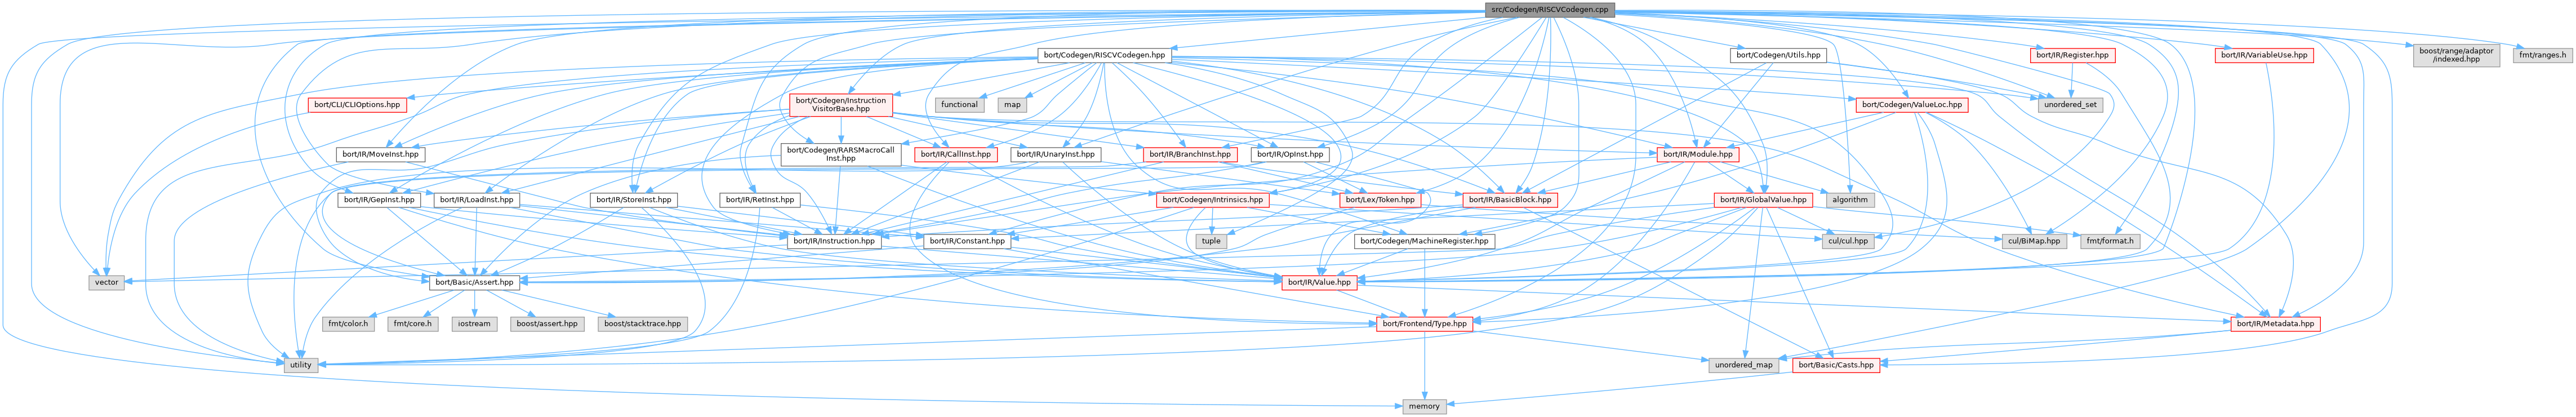 src/Codegen/RISCVCodegen.cpp
bort/Codegen/RISCVCodegen.hpp
bort/Codegen/Utils.hpp
bort/IR/Register.hpp
bort/IR/VariableUse.hpp
boost/range/adaptor
/indexed.hpp
fmt/ranges.h
bort/CLI/CLIOptions.hpp
bort/Codegen/Instruction
VisitorBase.hpp
functional
map
bort/Codegen/ValueLoc.hpp
unordered_set
bort/IR/MoveInst.hpp
bort/Codegen/RARSMacroCall
Inst.hpp
bort/IR/CallInst.hpp
bort/IR/UnaryInst.hpp
bort/IR/BranchInst.hpp
bort/IR/OpInst.hpp
bort/IR/Module.hpp
bort/IR/GepInst.hpp
bort/IR/LoadInst.hpp
bort/IR/StoreInst.hpp
bort/IR/RetInst.hpp
bort/Codegen/Intrinsics.hpp
bort/Lex/Token.hpp
bort/IR/BasicBlock.hpp
bort/IR/GlobalValue.hpp
algorithm
bort/IR/Instruction.hpp
bort/IR/Constant.hpp
tuple
bort/Codegen/MachineRegister.hpp
cul/cul.hpp
cul/BiMap.hpp
fmt/format.h
vector
bort/Basic/Assert.hpp
bort/IR/Value.hpp
fmt/color.h
fmt/core.h
iostream
boost/assert.hpp
boost/stacktrace.hpp
bort/Frontend/Type.hpp
bort/IR/Metadata.hpp
utility
unordered_map
bort/Basic/Casts.hpp
memory